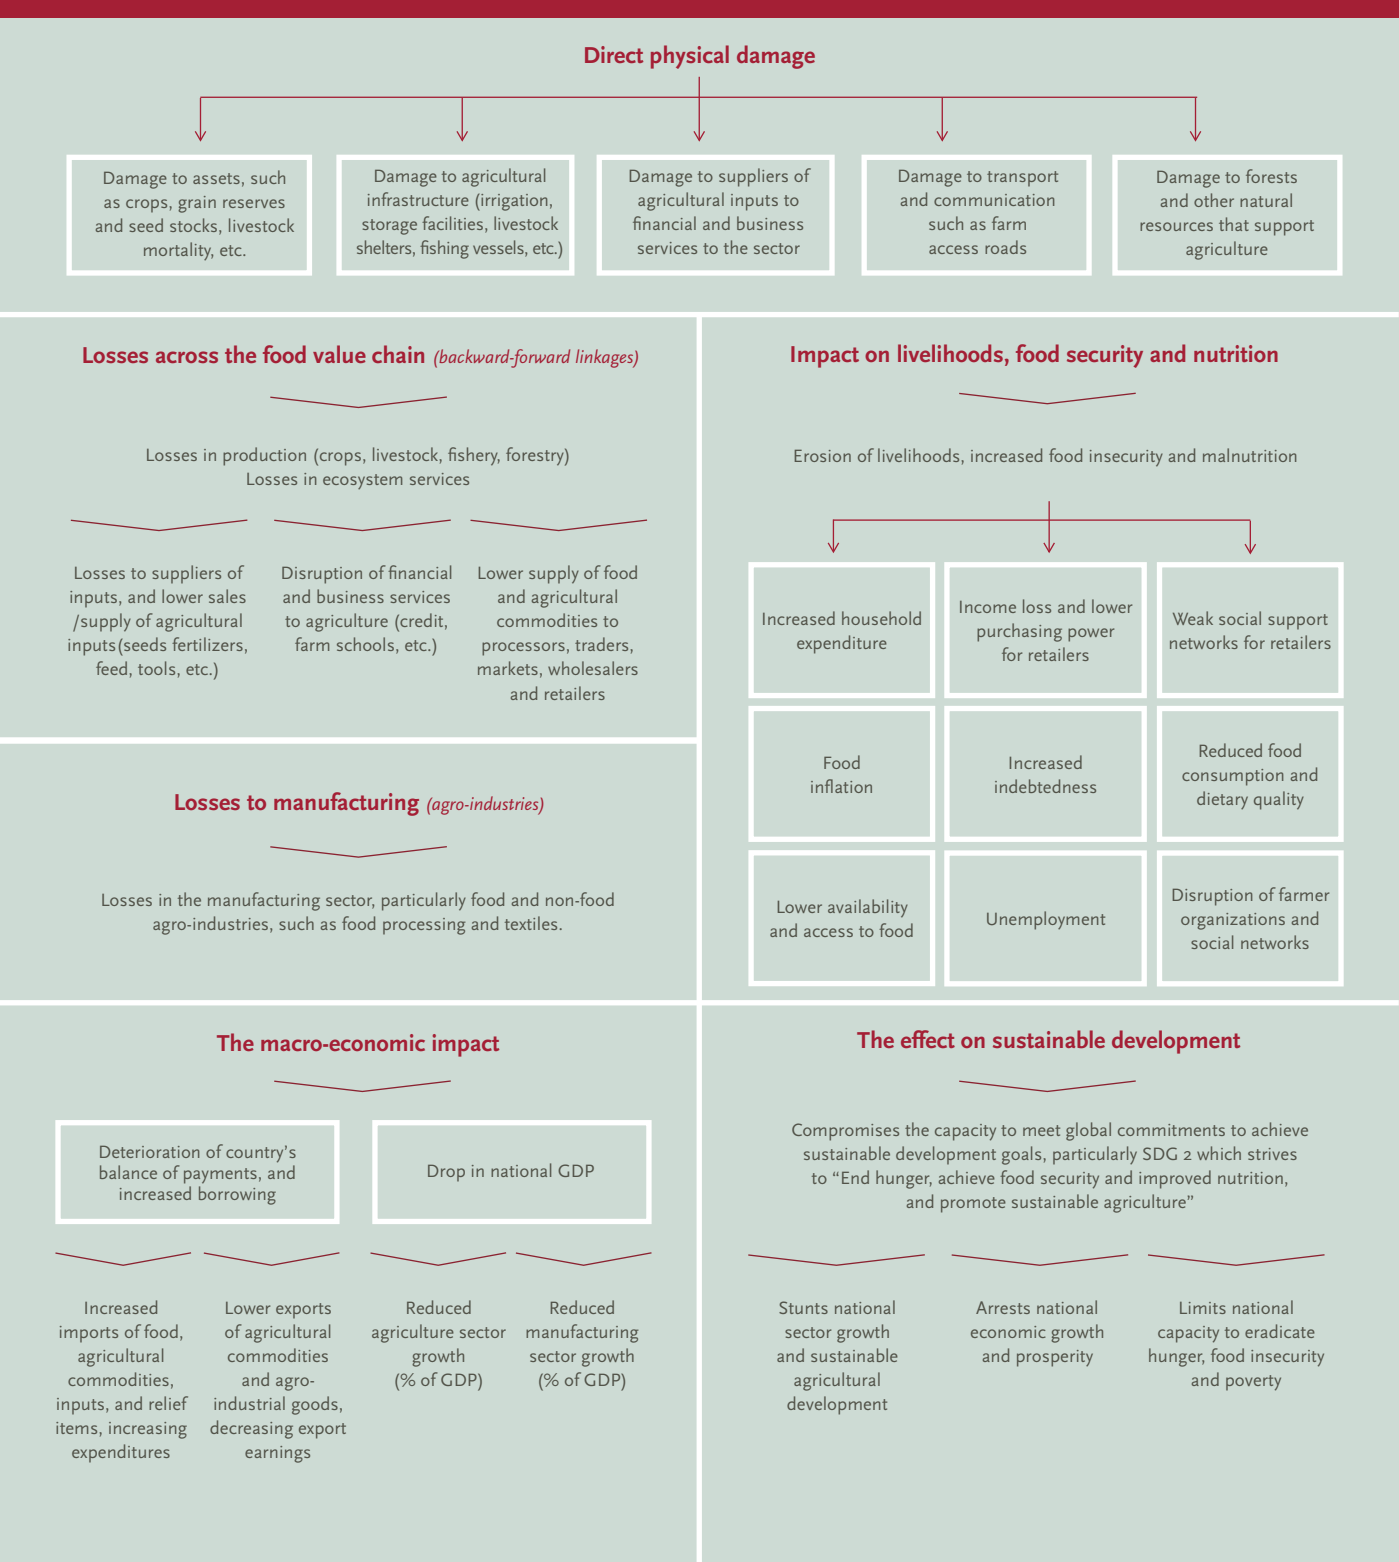 Direct physical damage
Damage to assets, such
as crops, grain reserves
and seed stocks, livestock
mortality, etc.
Damage to agricultural
infrastructure (irrigation,
storage facilities, livestock
shelters, fishing vessels, etc.)
Damage to suppliers of
agricultural inputs to
financial and business
services to the sector
Damage to transport
and communication
such as farm
access roads
Damage to forests
and other natural
resources that support
agriculture
Losses across the food value chain (backward-forward linkages)
Losses in production (crops, livestock, fishery, forestry)
Losses in ecosystem services
Losses to suppliers of
inputs, and lower sales
/supply of agricultural
inputs(seeds fertilizers,
feed, tools, etc.)
Disruption of financial
and business services
to agriculture (credit,
farm schools, etc.)
Lower supply of food
and agricultural
commodities to
processors, traders,
markets, wholesalers
and retailers
Losses to manufacturing (agro-industries)
Losses in the manufacturing sector, particularly food and non-food
agro-industries, such as food processing and textiles.
Impact on livelihoods, food security and nutrition
Erosion of livelihoods, increased food insecurity and malnutrition
Increased household
expenditure
Income loss and lower
purchasing power
for retailers
Weak social support
networks for retailers
Food
inflation
Increased
indebtedness
Reduced food
consumption and
dietary quality
Lower availability
and access to food
Unemployment
Disruption of farmer
organizations and
social networks
The macro-economic impact
Deterioration of country's
balance of payments, and
increased borrowing
Drop in national GDP
Increased
imports of food,
agricultural
commodities,
inputs, and relief
items, increasing
expenditures
Lower exports
of agricultural
commodities
and agro-
industrial goods,
decreasing export
earnings
Reduced
agriculture sector
growth
(% of GDP)
Reduced
manufacturing
sector growth
(% of GDP)
The effect on sustainable development
Compromises the capacity to meet global commitments to achieve
sustainable development goals, particularly SDG 2 which strives
to “End hunger, achieve food security and improved nutrition,
and promote sustainable agriculture”
Stunts national
sector growth
and sustainable
agricultural
development
Arrests national
economic growth
and prosperity
Limits national
capacity to eradicate
hunger, food insecurity
and poverty